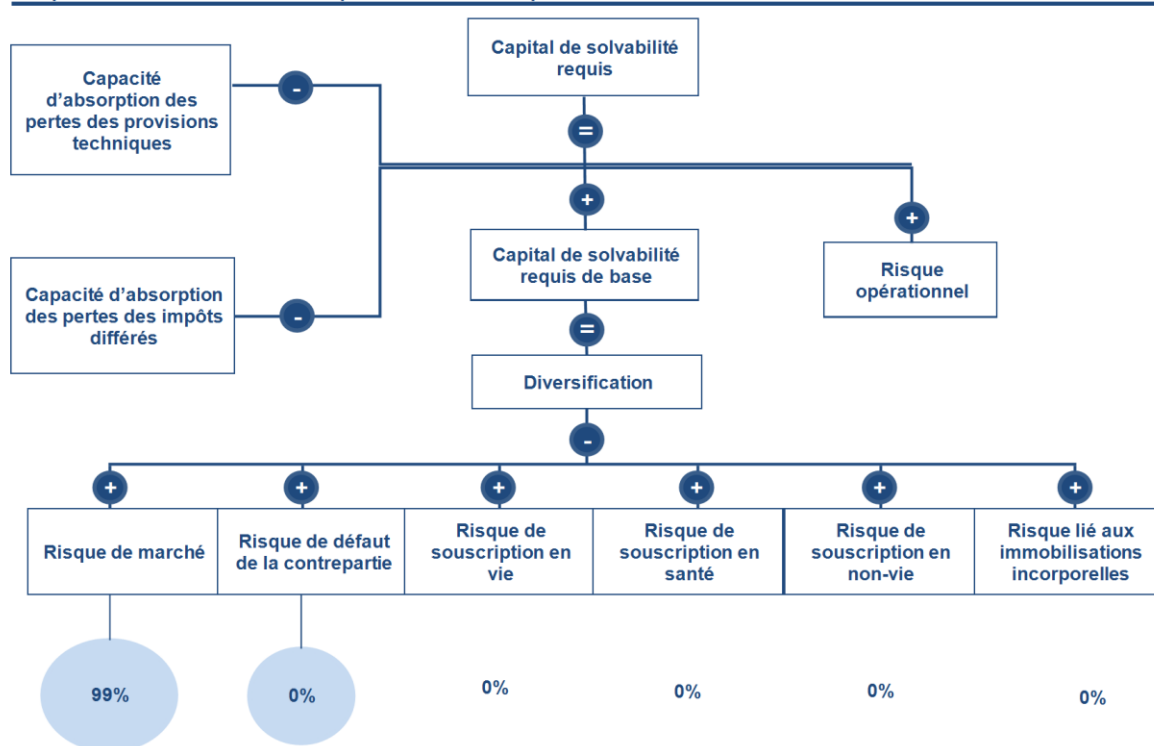 Capital de solvabilité
requis
Capacité
d'absorption des
pertes des provisions
techniques
-
=
+
+
Capital de solvabilité
requis de base
Risque
opérationnel
Capacité d'absorption
des pertes des impôts
différés
-
=
Diversification
-
+
+
+
+
+
+
Risque de marché
Risque de défaut
de la contrepartie
Risque de
souscription en
vie
Risque de
souscription en
santé
Risque de
souscription en
non-vie
Risque lié aux
immobilisations
incorporelles
99%
0%
0%
0%
0%
0%